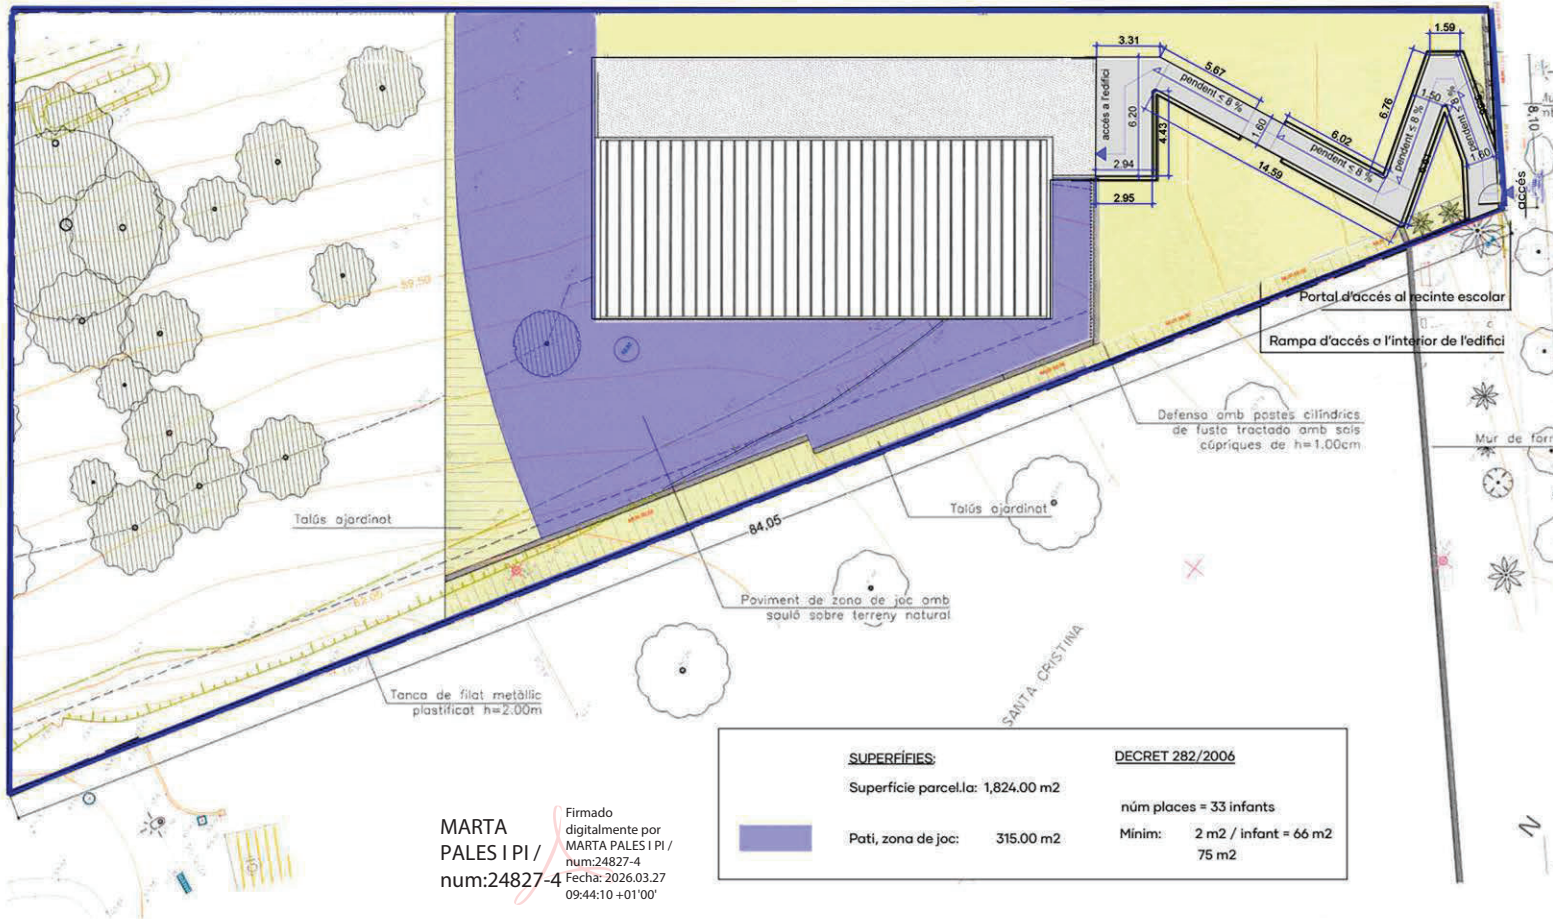 3.31
5.67
1.59
accés a l'edifici
6.20
4.43
pendent ≤ 8 %
1.60
6.02
pendent ≤ 8 %
6.76
pendent ≤ 8 %
1.50
pendent ≤ 8 %
1.60
8.10
2.94
2.95
14.59
accés
59.50
Portal d'accés al recinte escolar
Rampa d'accés a l'interior de l'edifici
Defensa amb postes cilíndrics
de fusta tractada amb sals
cúpriques de h=1.00cm
Mur de for
Talús ajardinat
Talús ajardinat
84,05
62.00
Paviment de zona de joc amb
sauló sobre terreny natural
SANTA CRISTINA
Tanca de filat metàl·lic
plastificat h=2.00m
SUPERFÍFIES:
Superfície parcel.la: 1,824.00 m2
Pati, zona de joc: 315.00 m2
DECRET 282/2006
núm places = 33 infants
Mínim: 2 m2 / infant = 66 m2
75 m2
MARTA
PALES I PI /
num:24827-4
Firmado
digitalmente por
MARTA PALES I PI /
num:24827-4
Fecha: 2026.03.27
09:44:10 +01'00'
N